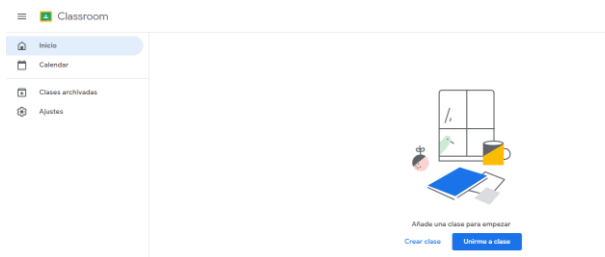 Classroom
Inicio
Calendar
Clases archivadas
Ajustes
Añade una clase para empezar
Crear clase
Unirme a clase